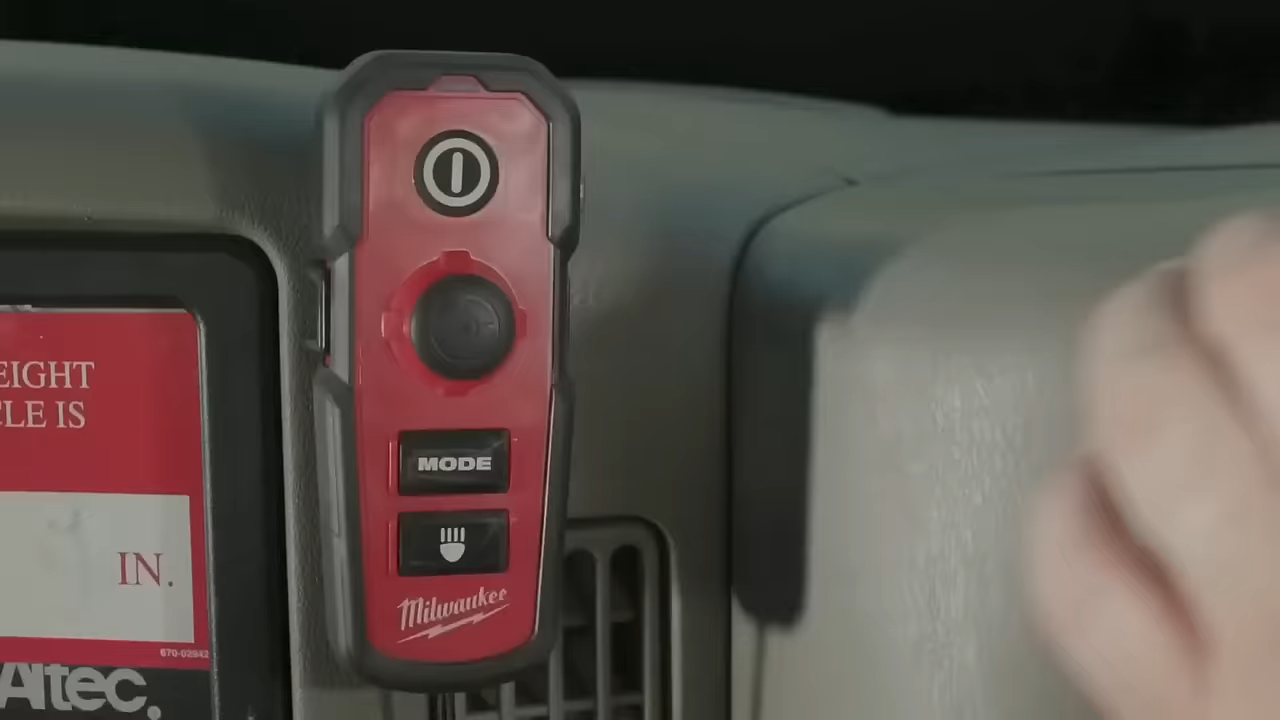 EIGHT
CLE IS
IN.
670-02942
Altec.
MODE
Milwaukee